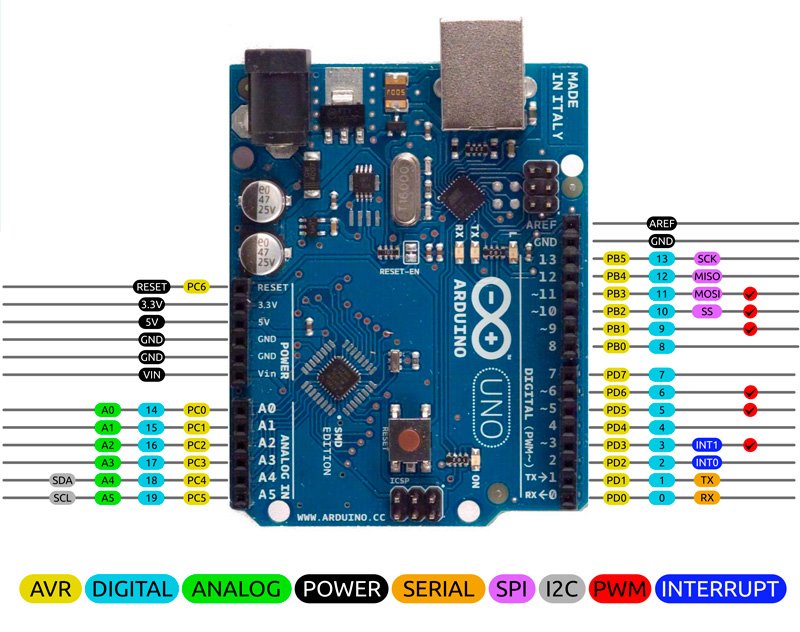 MADE
IN ITALY
1005
T16000
47
25V
47
25V
RX
TX
L
RESET-EN
AREF
GND
13
12
~11
~10
~9
8
7
~6
~5
4
~3
2
TX→1
RX←0
RESET
3.3V
5V
GND
GND
Vin
POWER
A0
A1
A2
A3
A4
A5
ANALOG IN
ARDUINO
UNO
DIGITAL (PWM~)
SMD
EDITION
RESET
ICSP
ON
WWW.ARDUINO.CC
RESET PC6
3.3V
5V
GND
GND
VIN
A0 14 PC0
A1 15 PC1
A2 16 PC2
A3 17 PC3
SDA A4 18 PC4
SCL A5 19 PC5
AREF
GND
PB5 13 SCK
PB4 12 MISO
PB3 11 MOSI
PB2 10 SS
PB1 9
PB0 8
PD7 7
PD6 6
PD5 5
PD4 4
PD3 3 INT1
PD2 2 INT0
PD1 1 TX
PD0 0 RX
AVR DIGITAL ANALOG POWER SERIAL SPI I2C PWM INTERRUPT